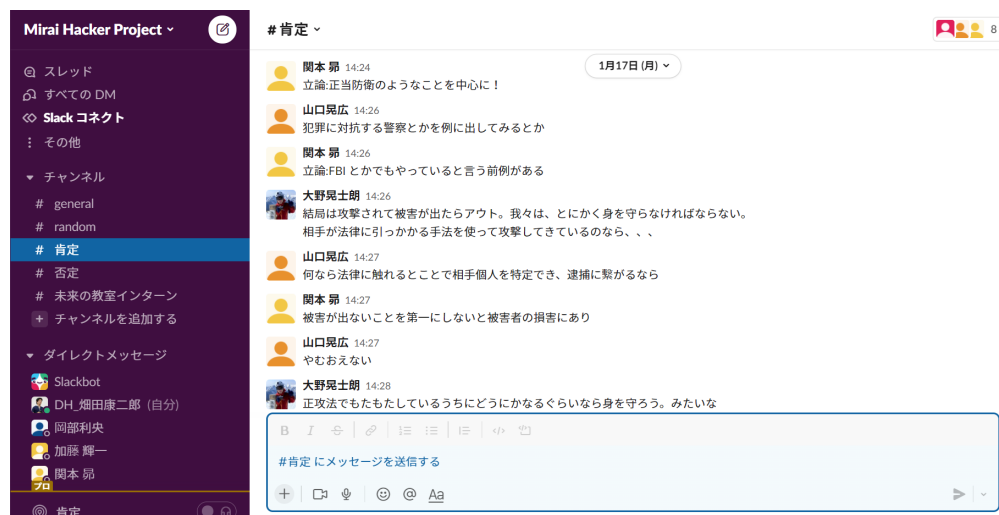 Mirai Hacker Project
スレッド
すべての DM
Slack コネクト
その他
チャンネル
# general
# random
# 肯定
# 否定
# 未来の教室インターン
+ チャンネルを追加する
ダイレクトメッセージ
Slackbot
DH_畑田康二郎 (自分)
岡部利央
加藤 輝一
関本 昴
プロ
肯定
# 肯定
8
1月17日 (月)
関本 昴 14:24
立論:正当防衛のようなことを中心に！
山口晃広 14:26
犯罪に対抗する警察とかを例に出してみるとか
関本 昴 14:26
立論:FBI とかでもやっていると言う前例がある
大野晃士朗 14:26
結局は攻撃されて被害が出たらアウト。我々は、とにかく身を守らなければならない。
相手が法律に引っかかる手法を使って攻撃してきているのなら、、、
山口晃広 14:27
何なら法律に触れるとことで相手個人を特定でき、逮捕に繋がるなら
関本 昴 14:27
被害が出ないことを第一にしないと被害者の損害にあり
山口晃広 14:27
やむおえない
大野晃士朗 14:28
正攻法でもたもたしているうちにどうにかなるぐらいなら身を守ろう。みたいな
B I S </>
#肯定 にメッセージを送信する
+ @ Aa